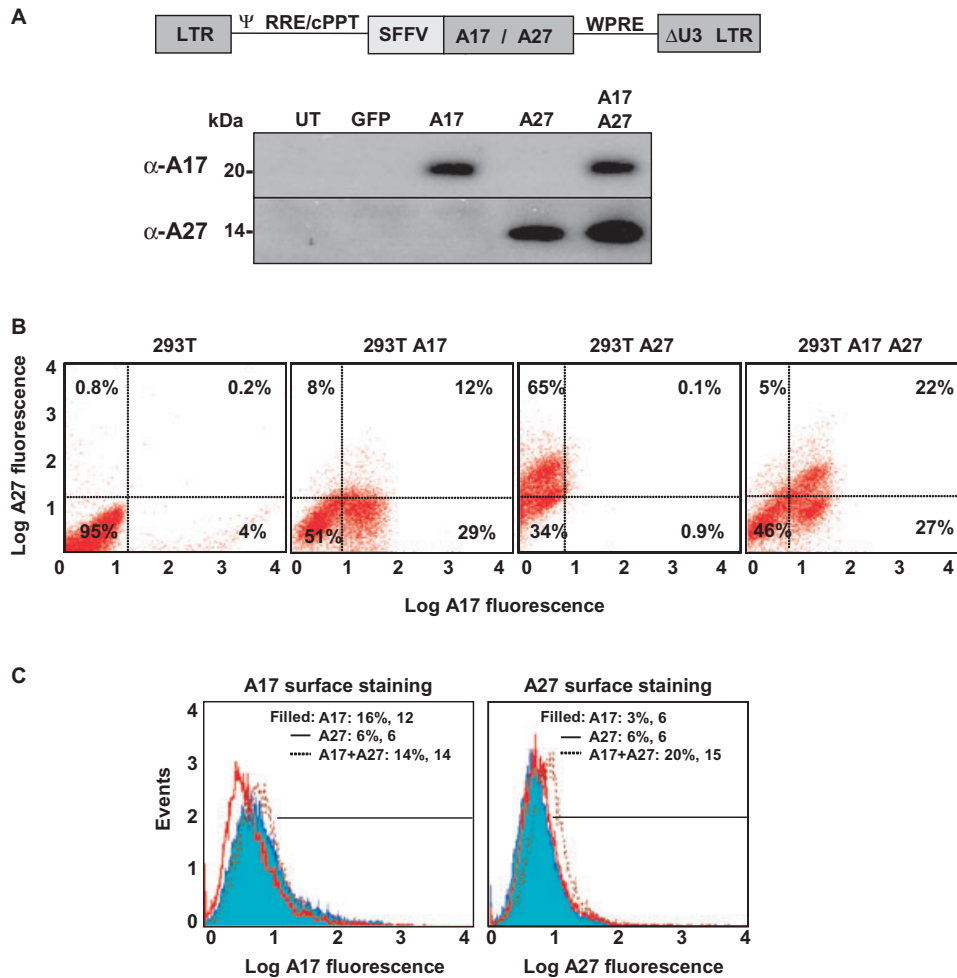 A
LTR Ψ RRE/cPPT SFFV A17 / A27 WPRE ΔU3 LTR
kDa UT GFP A17 A27 A17 A27
α-A17 20
α-A27 14
B
293T 293T A17 293T A27 293T A17 A27
Log A27 fluorescence
4
3
2
1
0.8% 0.2% 8% 12% 65% 0.1% 5% 22%
95% 4% 51% 29% 34% 0.9% 46% 27%
0 1 2 3 4 0 1 2 3 4 0 1 2 3 4 0 1 2 3 4
Log A17 fluorescence
C
A17 surface staining
Events
4
3
2
1
0
Filled: A17: 16%, 12
A27: 6%, 6
A17+A27: 14%, 14
0 1 2 3 4
Log A17 fluorescence
A27 surface staining
Filled: A17: 3%, 6
A27: 6%, 6
A17+A27: 20%, 15
0 1 2 3 4
Log A27 fluorescence